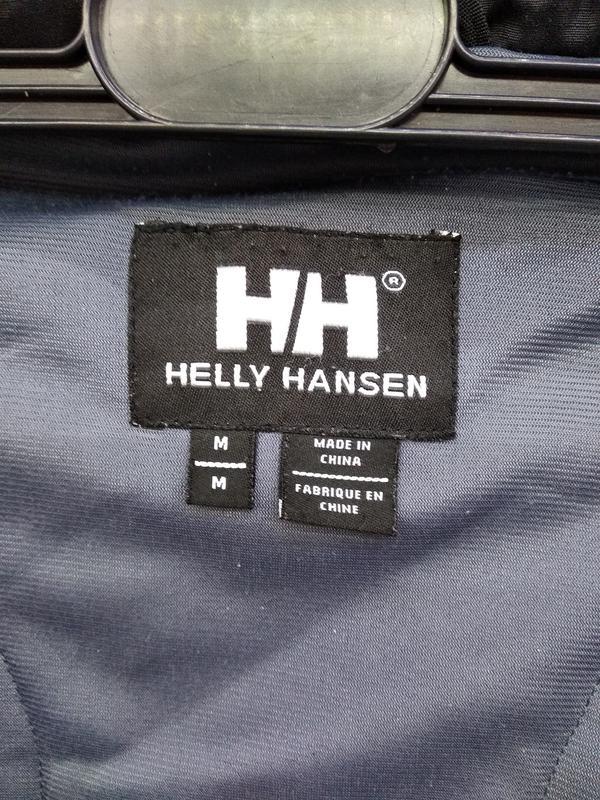 HH®
HELLY HANSEN
M
M
MADE IN
CHINA
FABRIQUE EN
CHINE